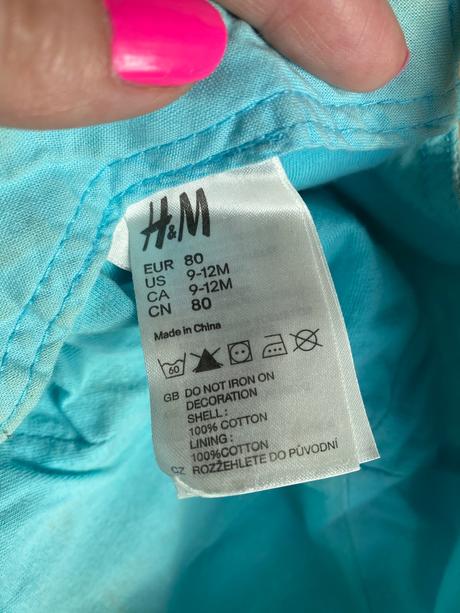 H&M
EUR 80
US 9-12M
CA 9-12M
CN 80
Made in China
60
GB DO NOT IRON ON
DECORATION
SHELL :
100% COTTON
LINING :
100%COTTON
CZ ROZŽEHLETE DO PŮVODNÍ